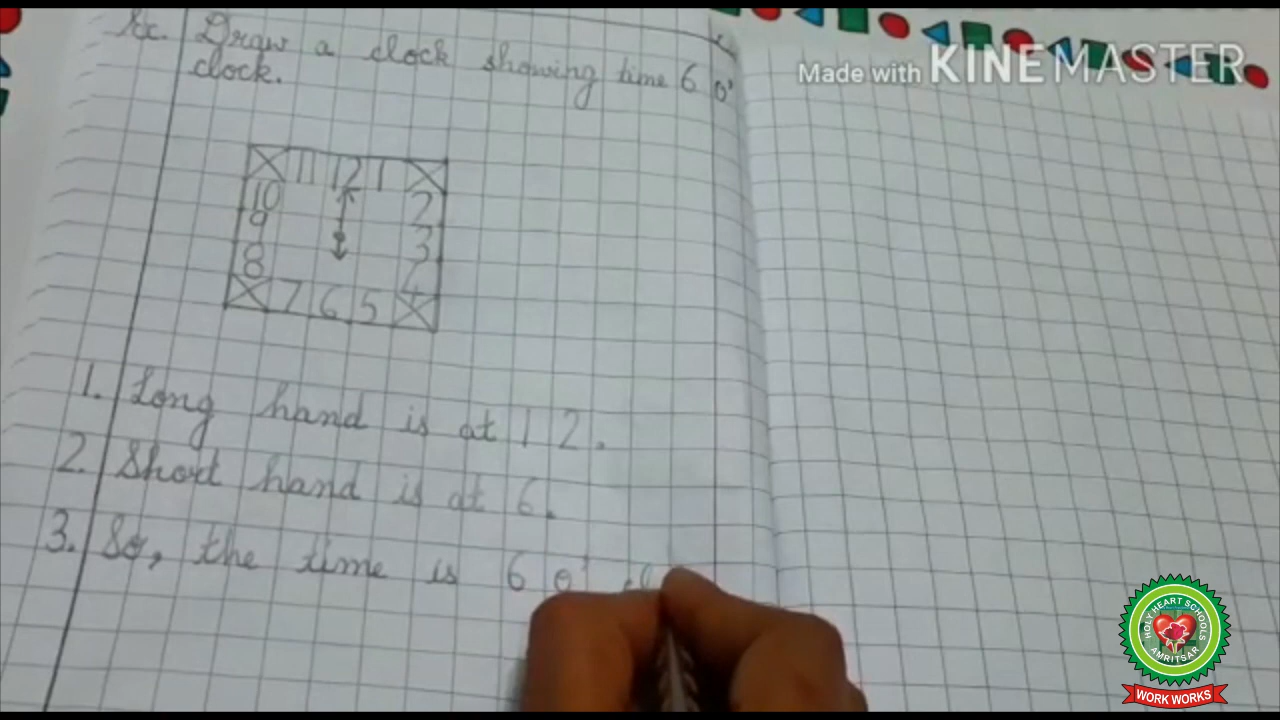 Ex. Draw a clock showing time 6 o'
clock.
Made with KINEMASTER
11 12 1
10 2
9 3
8 4
7 6 5
1. Long hand is at 12.
2. Short hand is at 6.
3. So, the time is 6 o' cl
HOLY HEART SCHOOLS
AMRITSAR
WORK WORKS